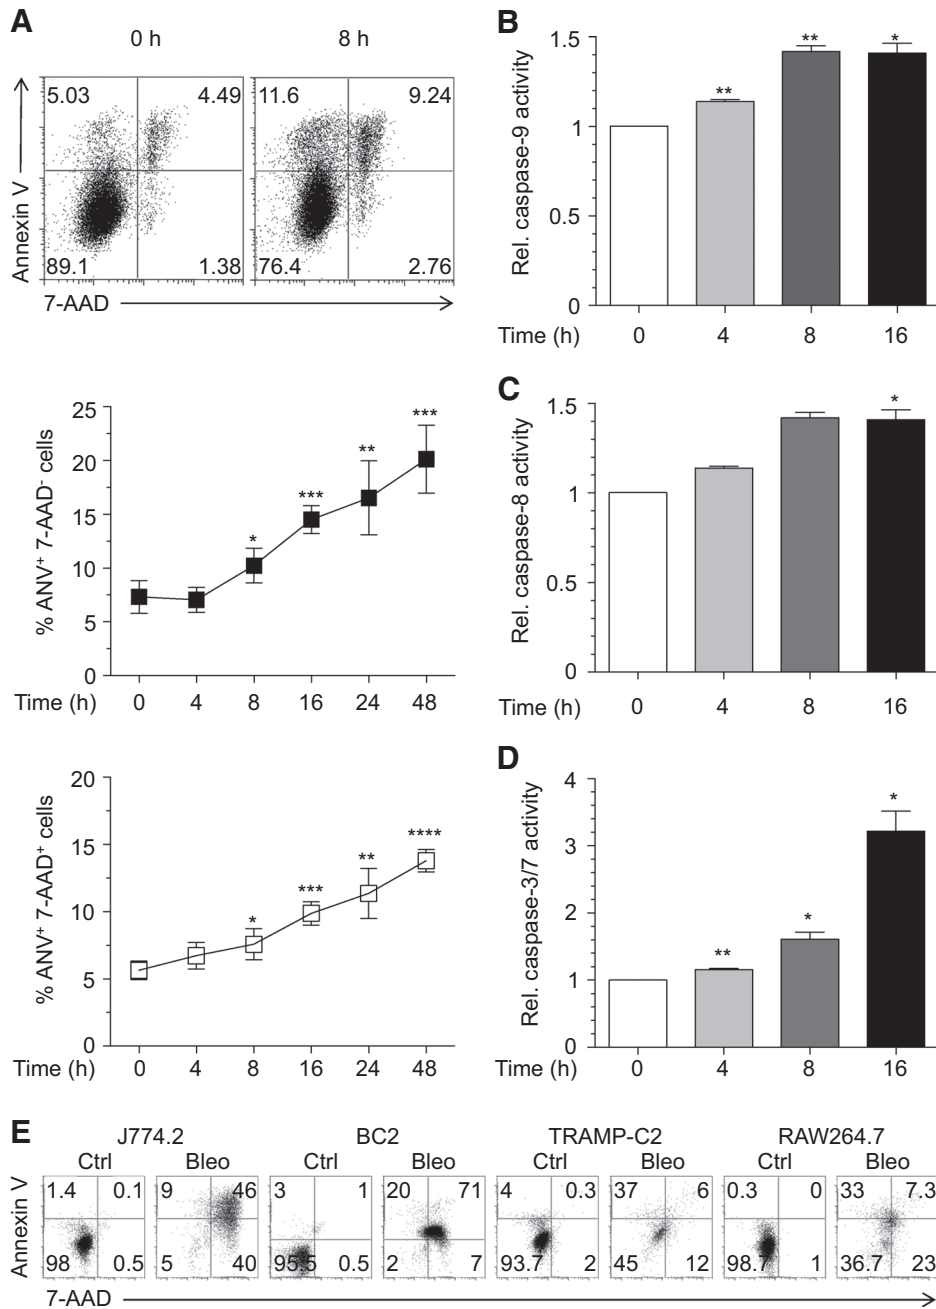 A
0 h 8 h
5.03 4.49 11.6 9.24
Annexin V
89.1 1.38 76.4 2.76
7-AAD
% ANV+ 7-AAD- cells
25
20
15
10
5
0
* *** ** ***
Time (h) 0 4 8 16 24 48
% ANV+ 7-AAD+ cells
20
15
10
5
0
* *** ** ****
Time (h) 0 4 8 16 24 48
B
Rel. caspase-9 activity
1.5
1
0.5
0
** ** *
Time (h) 0 4 8 16
C
Rel. caspase-8 activity
1.5
1
0.5
0
*
Time (h) 0 4 8 16
D
Rel. caspase-3/7 activity
4
3
2
1
0
** * *
Time (h) 0 4 8 16
E
J774.2 BC2 TRAMP-C2 RAW264.7
Ctrl Bleo Ctrl Bleo Ctrl Bleo Ctrl Bleo
Annexin V
1.4 0.1 9 46 3 1 20 71 4 0.3 37 6 0.3 0 33 7.3
98 0.5 5 40 95.5 0.5 2 7 93.7 2 45 12 98.7 1 36.7 23
7-AAD